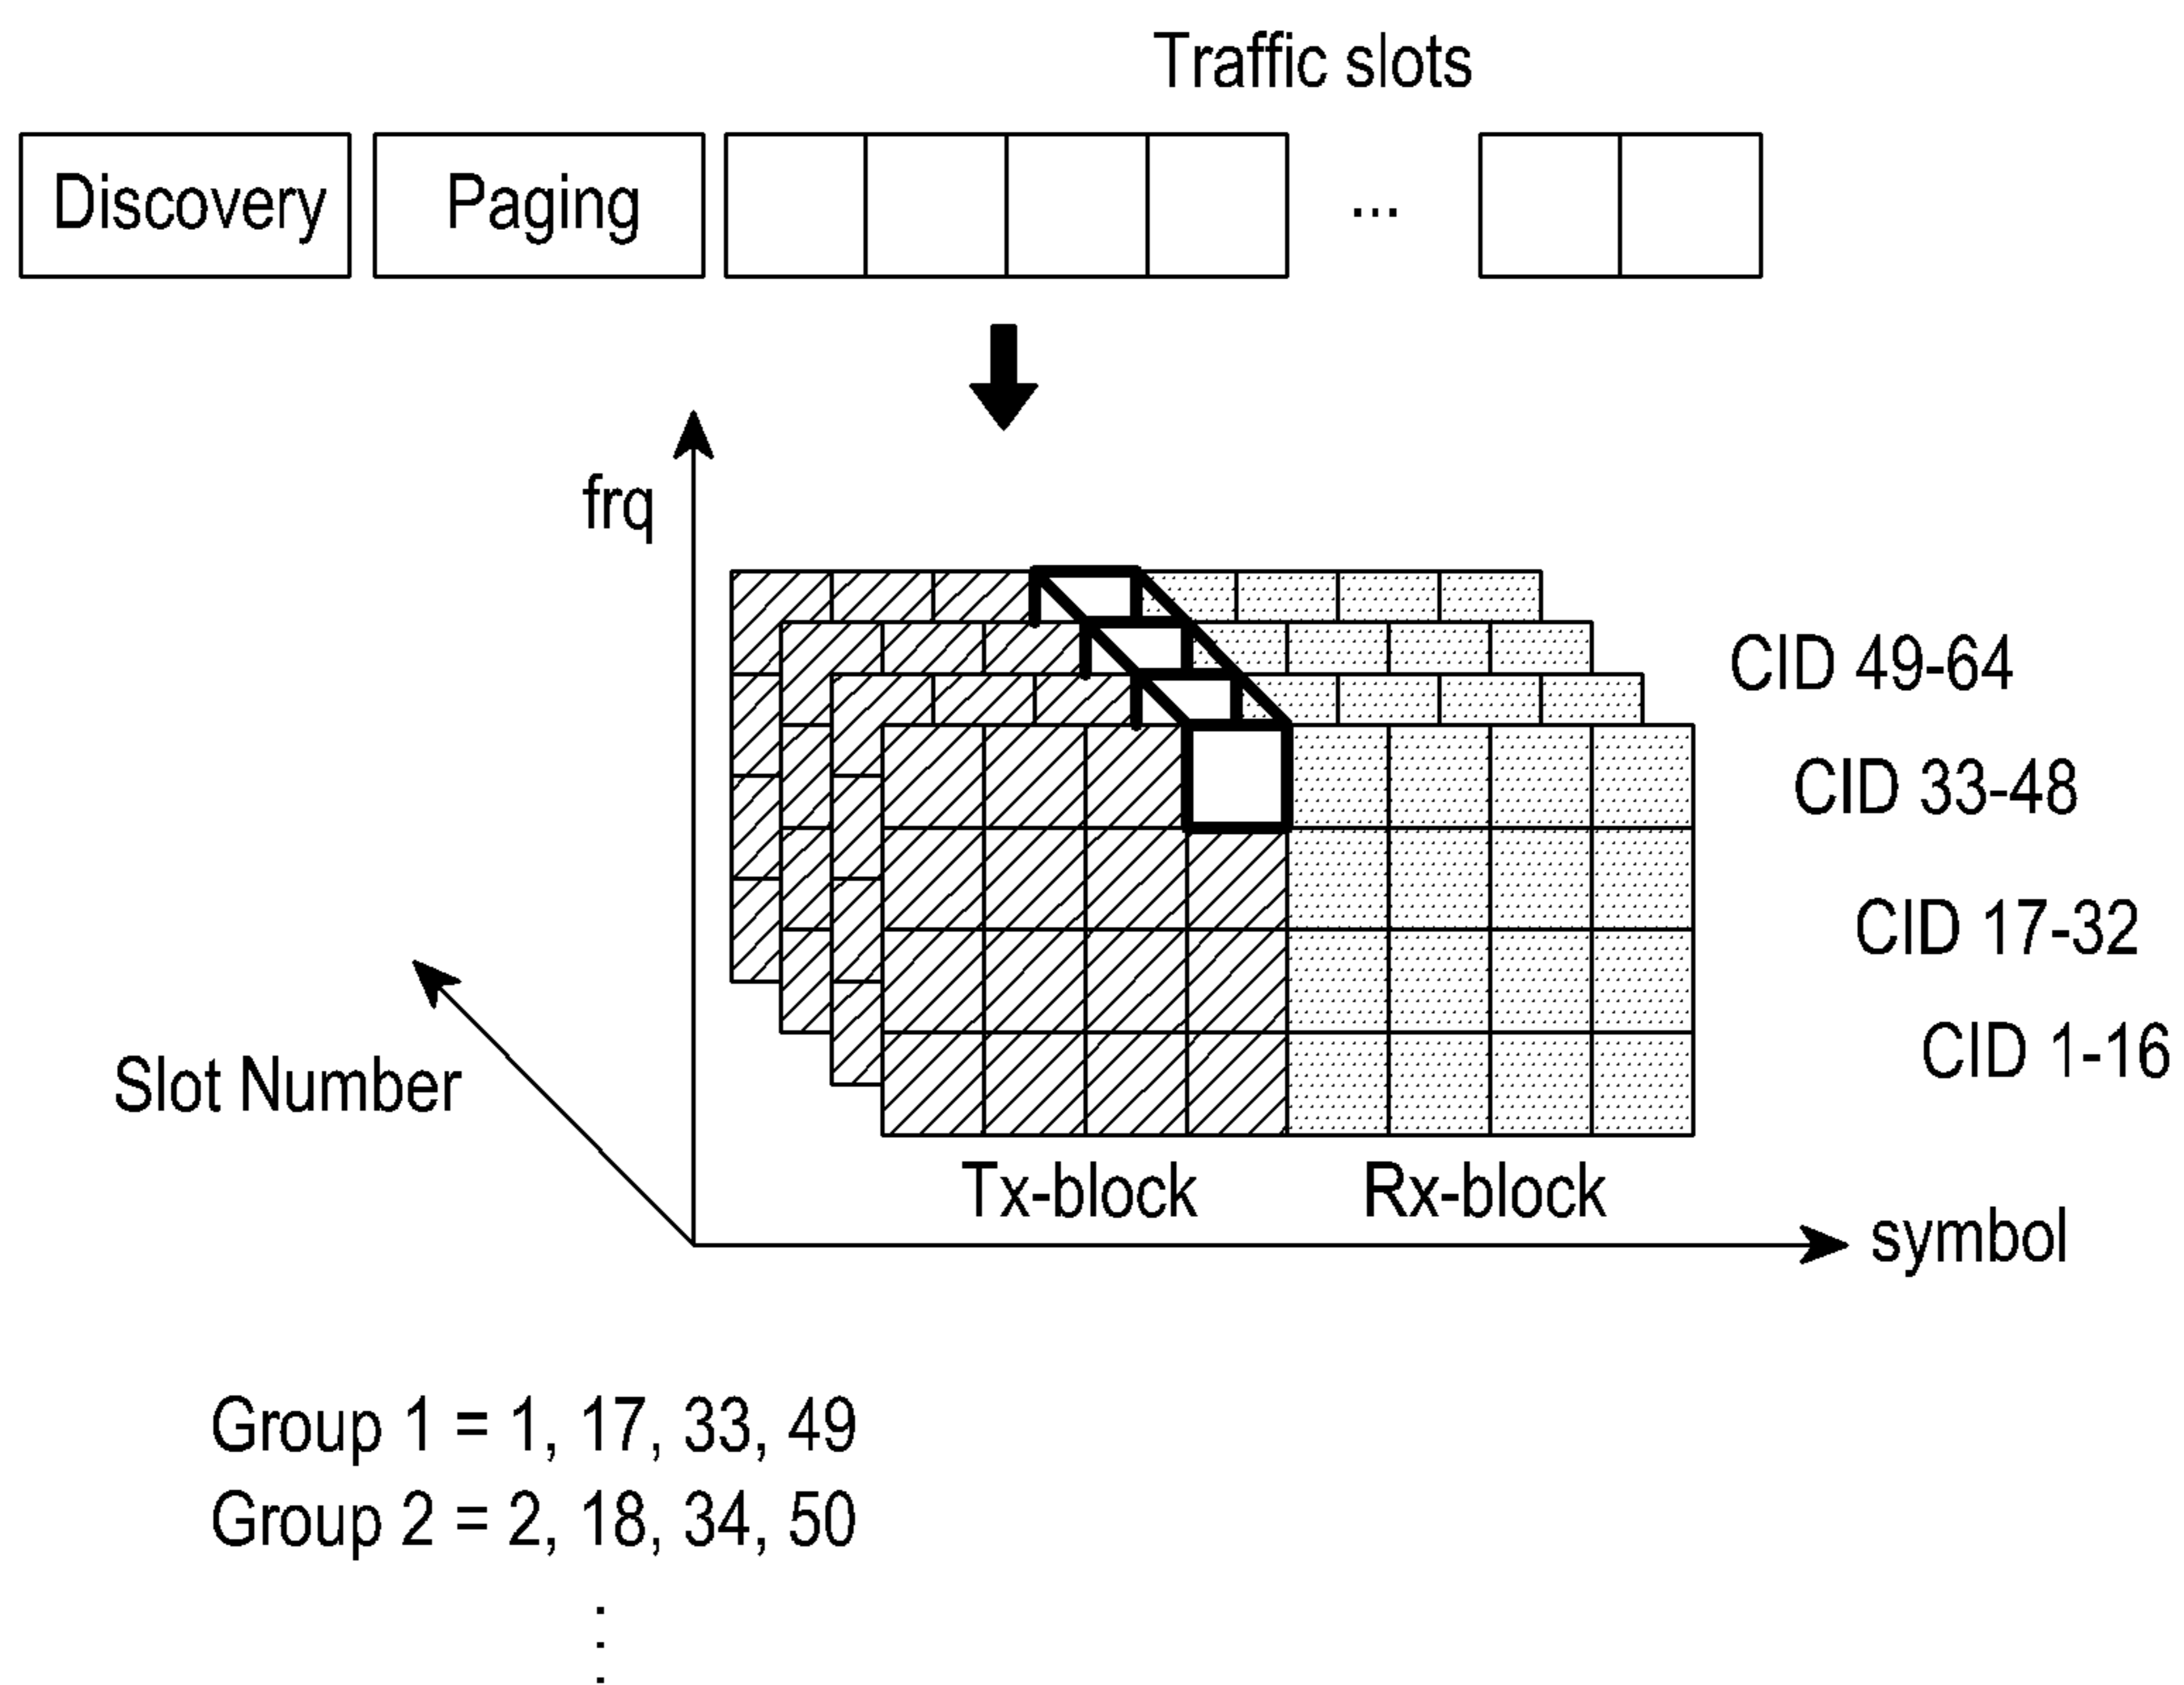 Traffic slots
Discovery
Paging
...
frq
CID 49-64
CID 33-48
CID 17-32
CID 1-16
Slot Number
Tx-block
Rx-block
symbol
Group 1 = 1, 17, 33, 49
Group 2 = 2, 18, 34, 50
⋮